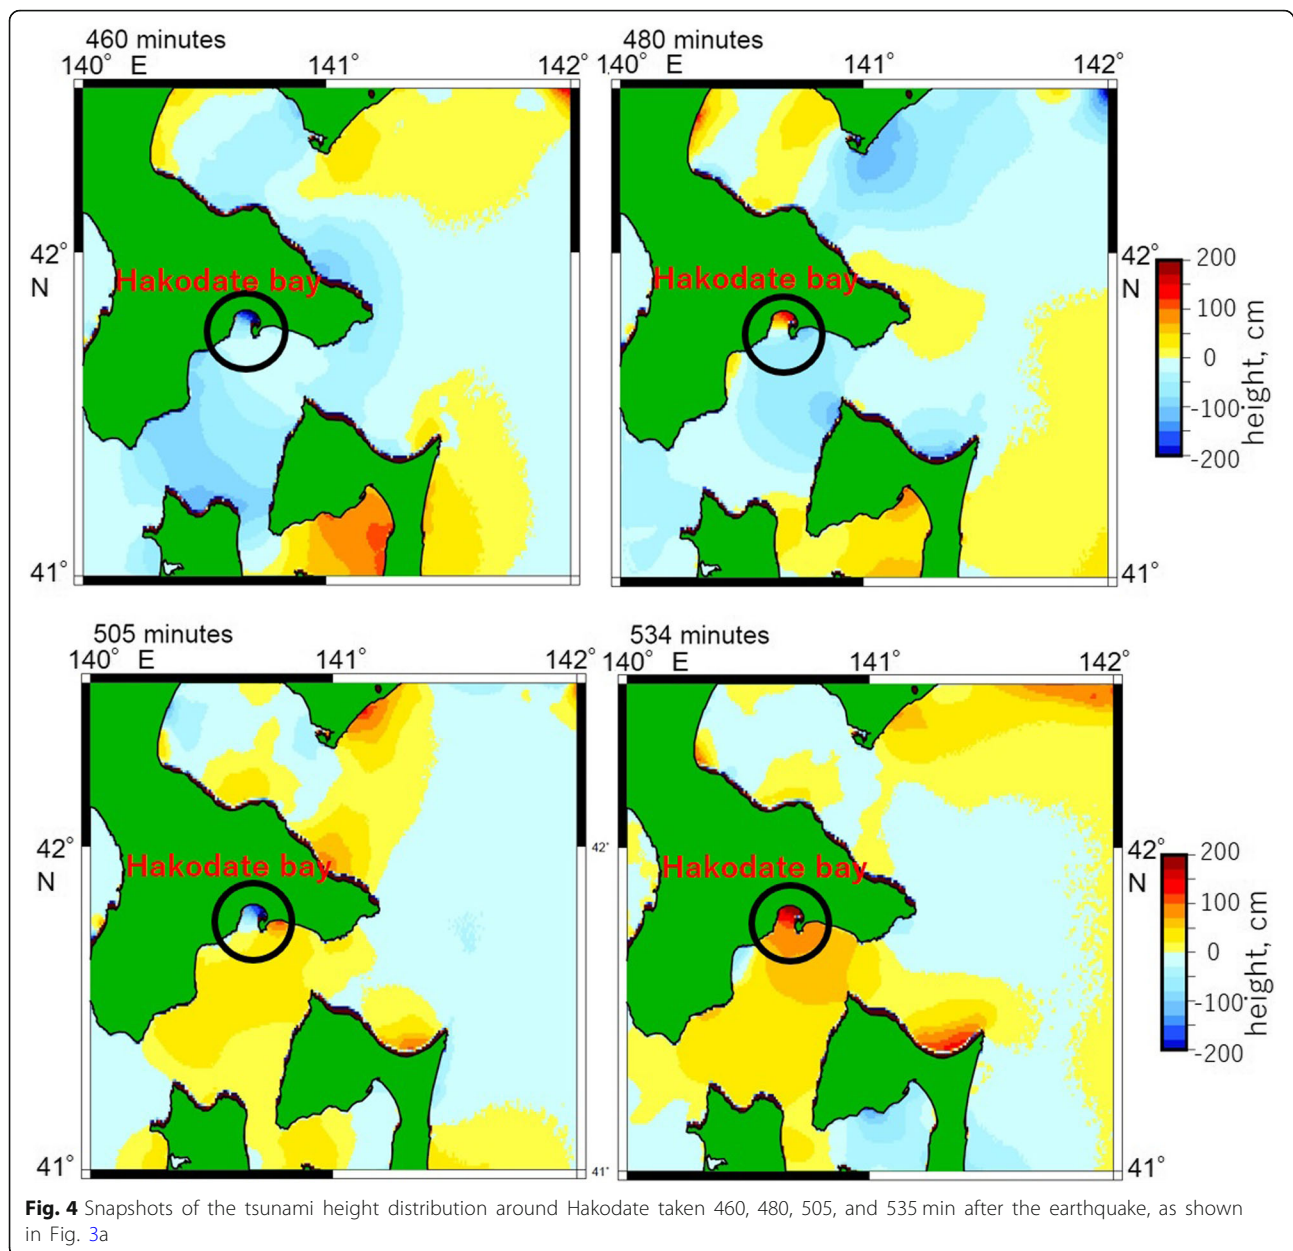 460 minutes
480 minutes
140° E 141° 142°
140° E 141° 142°
Hakodate bay
Hakodate bay
42°
N
42°
N
200
100
0
-100
-200
height, cm
41°
41°
505 minutes
534 minutes
140° E 141° 142°
140° E 141° 142°
Hakodate bay
Hakodate bay
42°
N
42°
42°
N
200
100
0
-100
-200
height, cm
41°
41°
41°
Fig. 4 Snapshots of the tsunami height distribution around Hakodate taken 460, 480, 505, and 535 min after the earthquake, as shown
in Fig. 3a